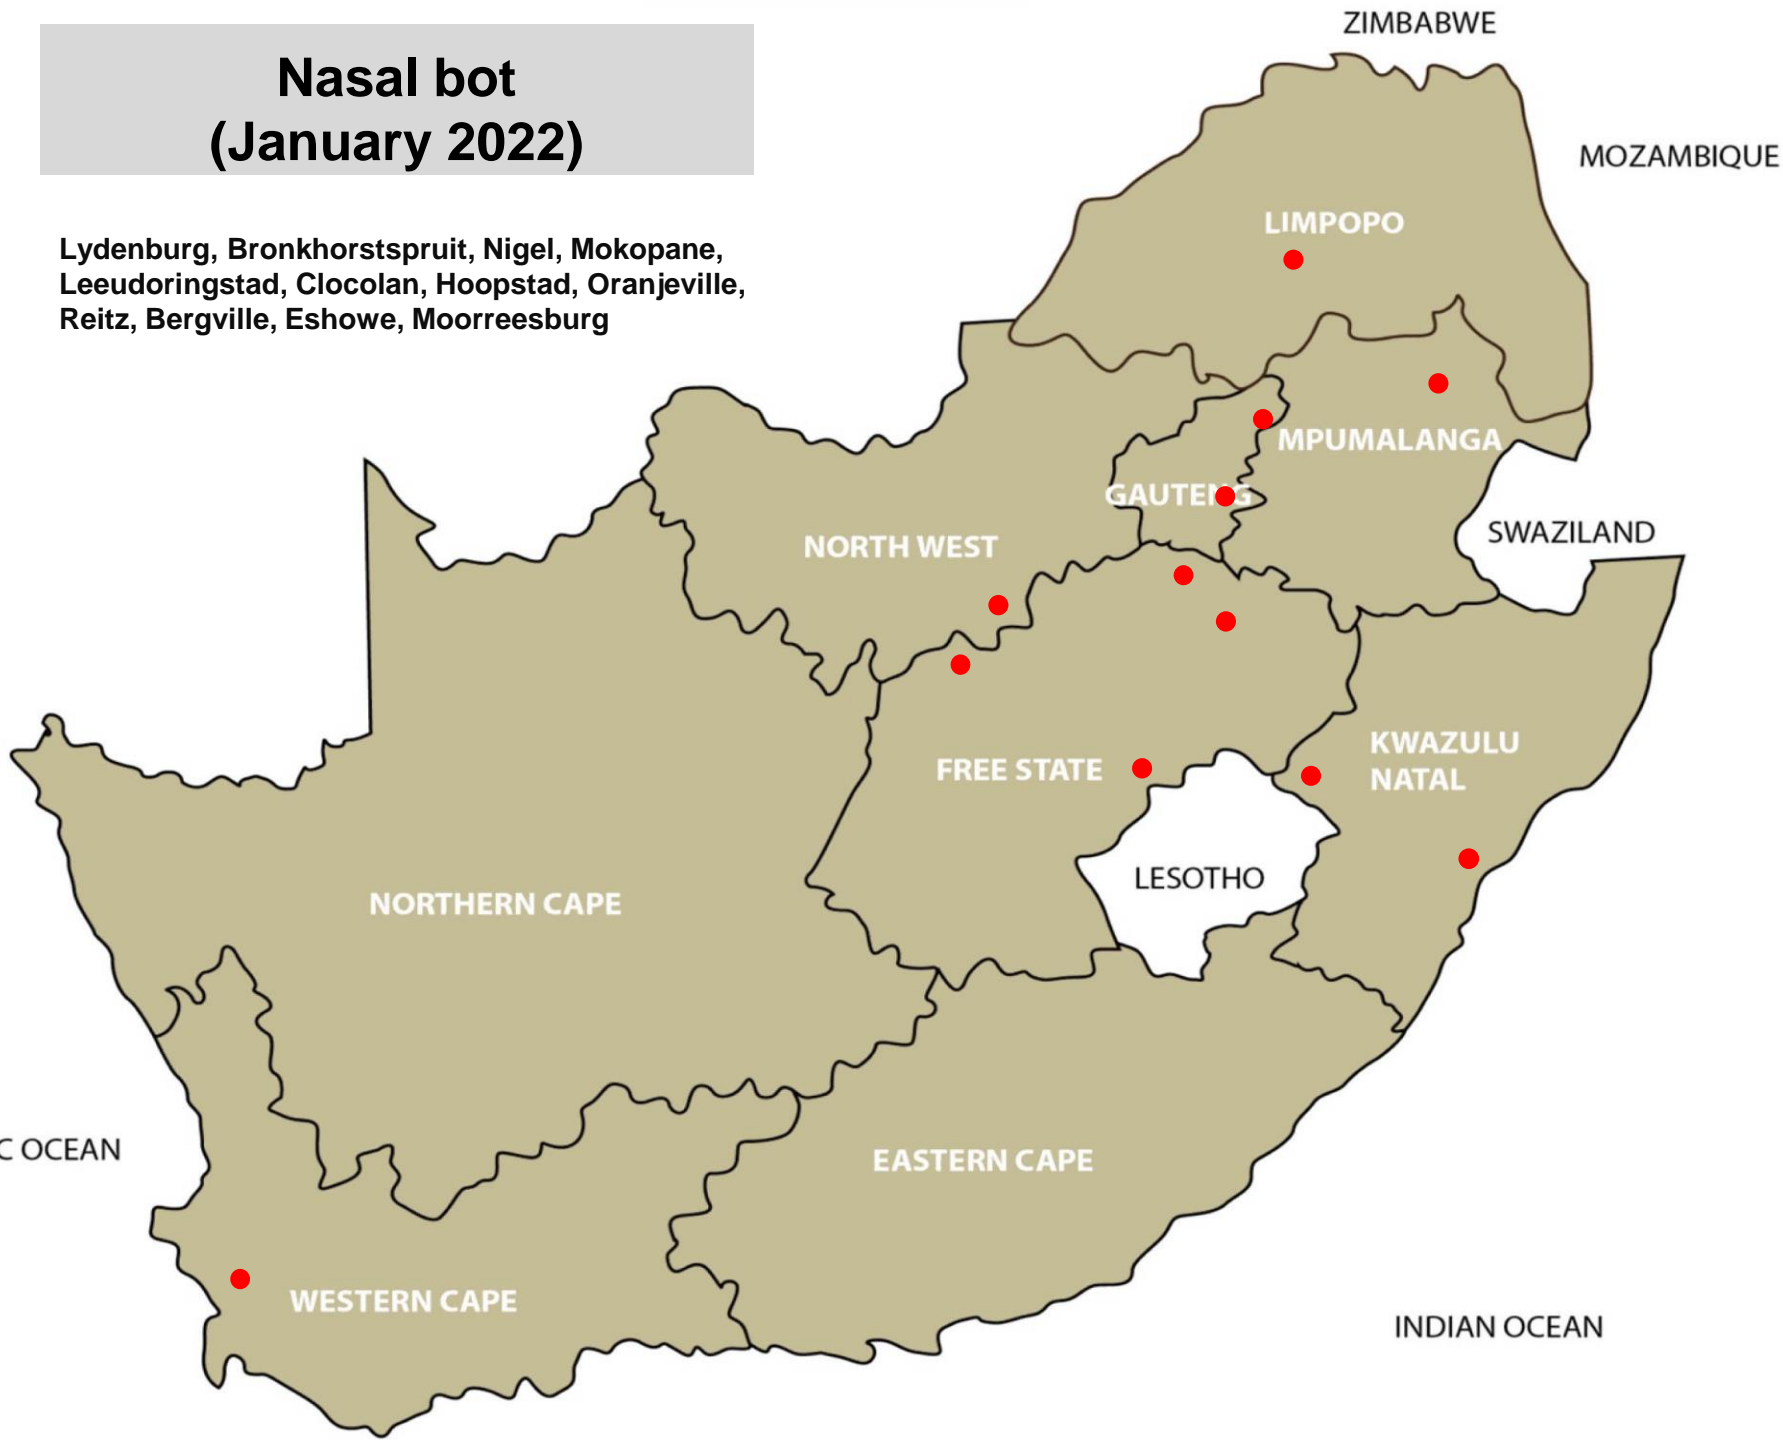 Nasal bot
(January 2022)
Lydenburg, Bronkhorstspruit, Nigel, Mokopane,
Leeudoringstad, Clocolan, Hoopstad, Oranjeville,
Reitz, Bergville, Eshowe, Moorreesburg
ZIMBABWE
MOZAMBIQUE
LIMPOPO
MPUMALANGA
GAUTENG
SWAZILAND
NORTH WEST
KWAZULU
NATAL
FREE STATE
LESOTHO
NORTHERN CAPE
C OCEAN
EASTERN CAPE
WESTERN CAPE
INDIAN OCEAN